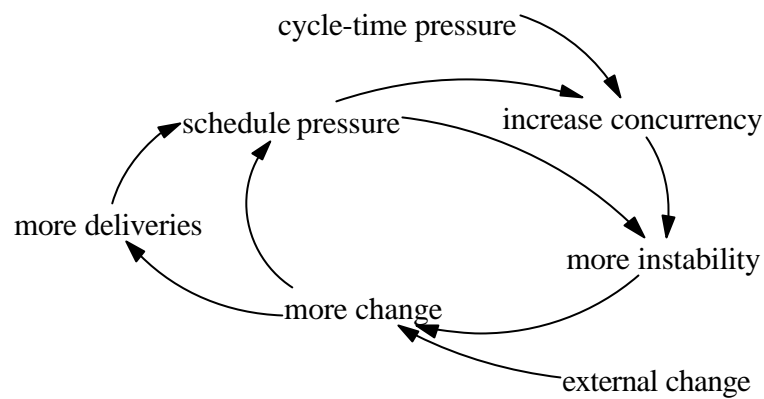 cycle-time pressure
schedule pressure
increase concurrency
more deliveries
more instability
more change
external change